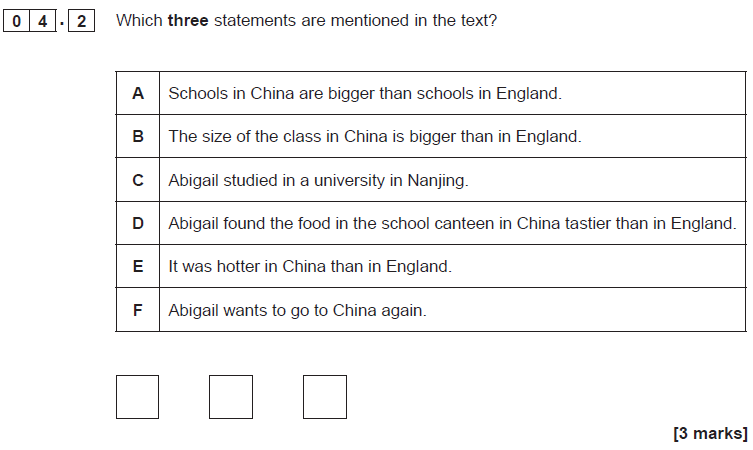 0 4 . 2 Which three statements are mentioned in the text?
A Schools in China are bigger than schools in England.
B The size of the class in China is bigger than in England.
C Abigail studied in a university in Nanjing.
D Abigail found the food in the school canteen in China tastier than in England.
E It was hotter in China than in England.
F Abigail wants to go to China again.
[3 marks]